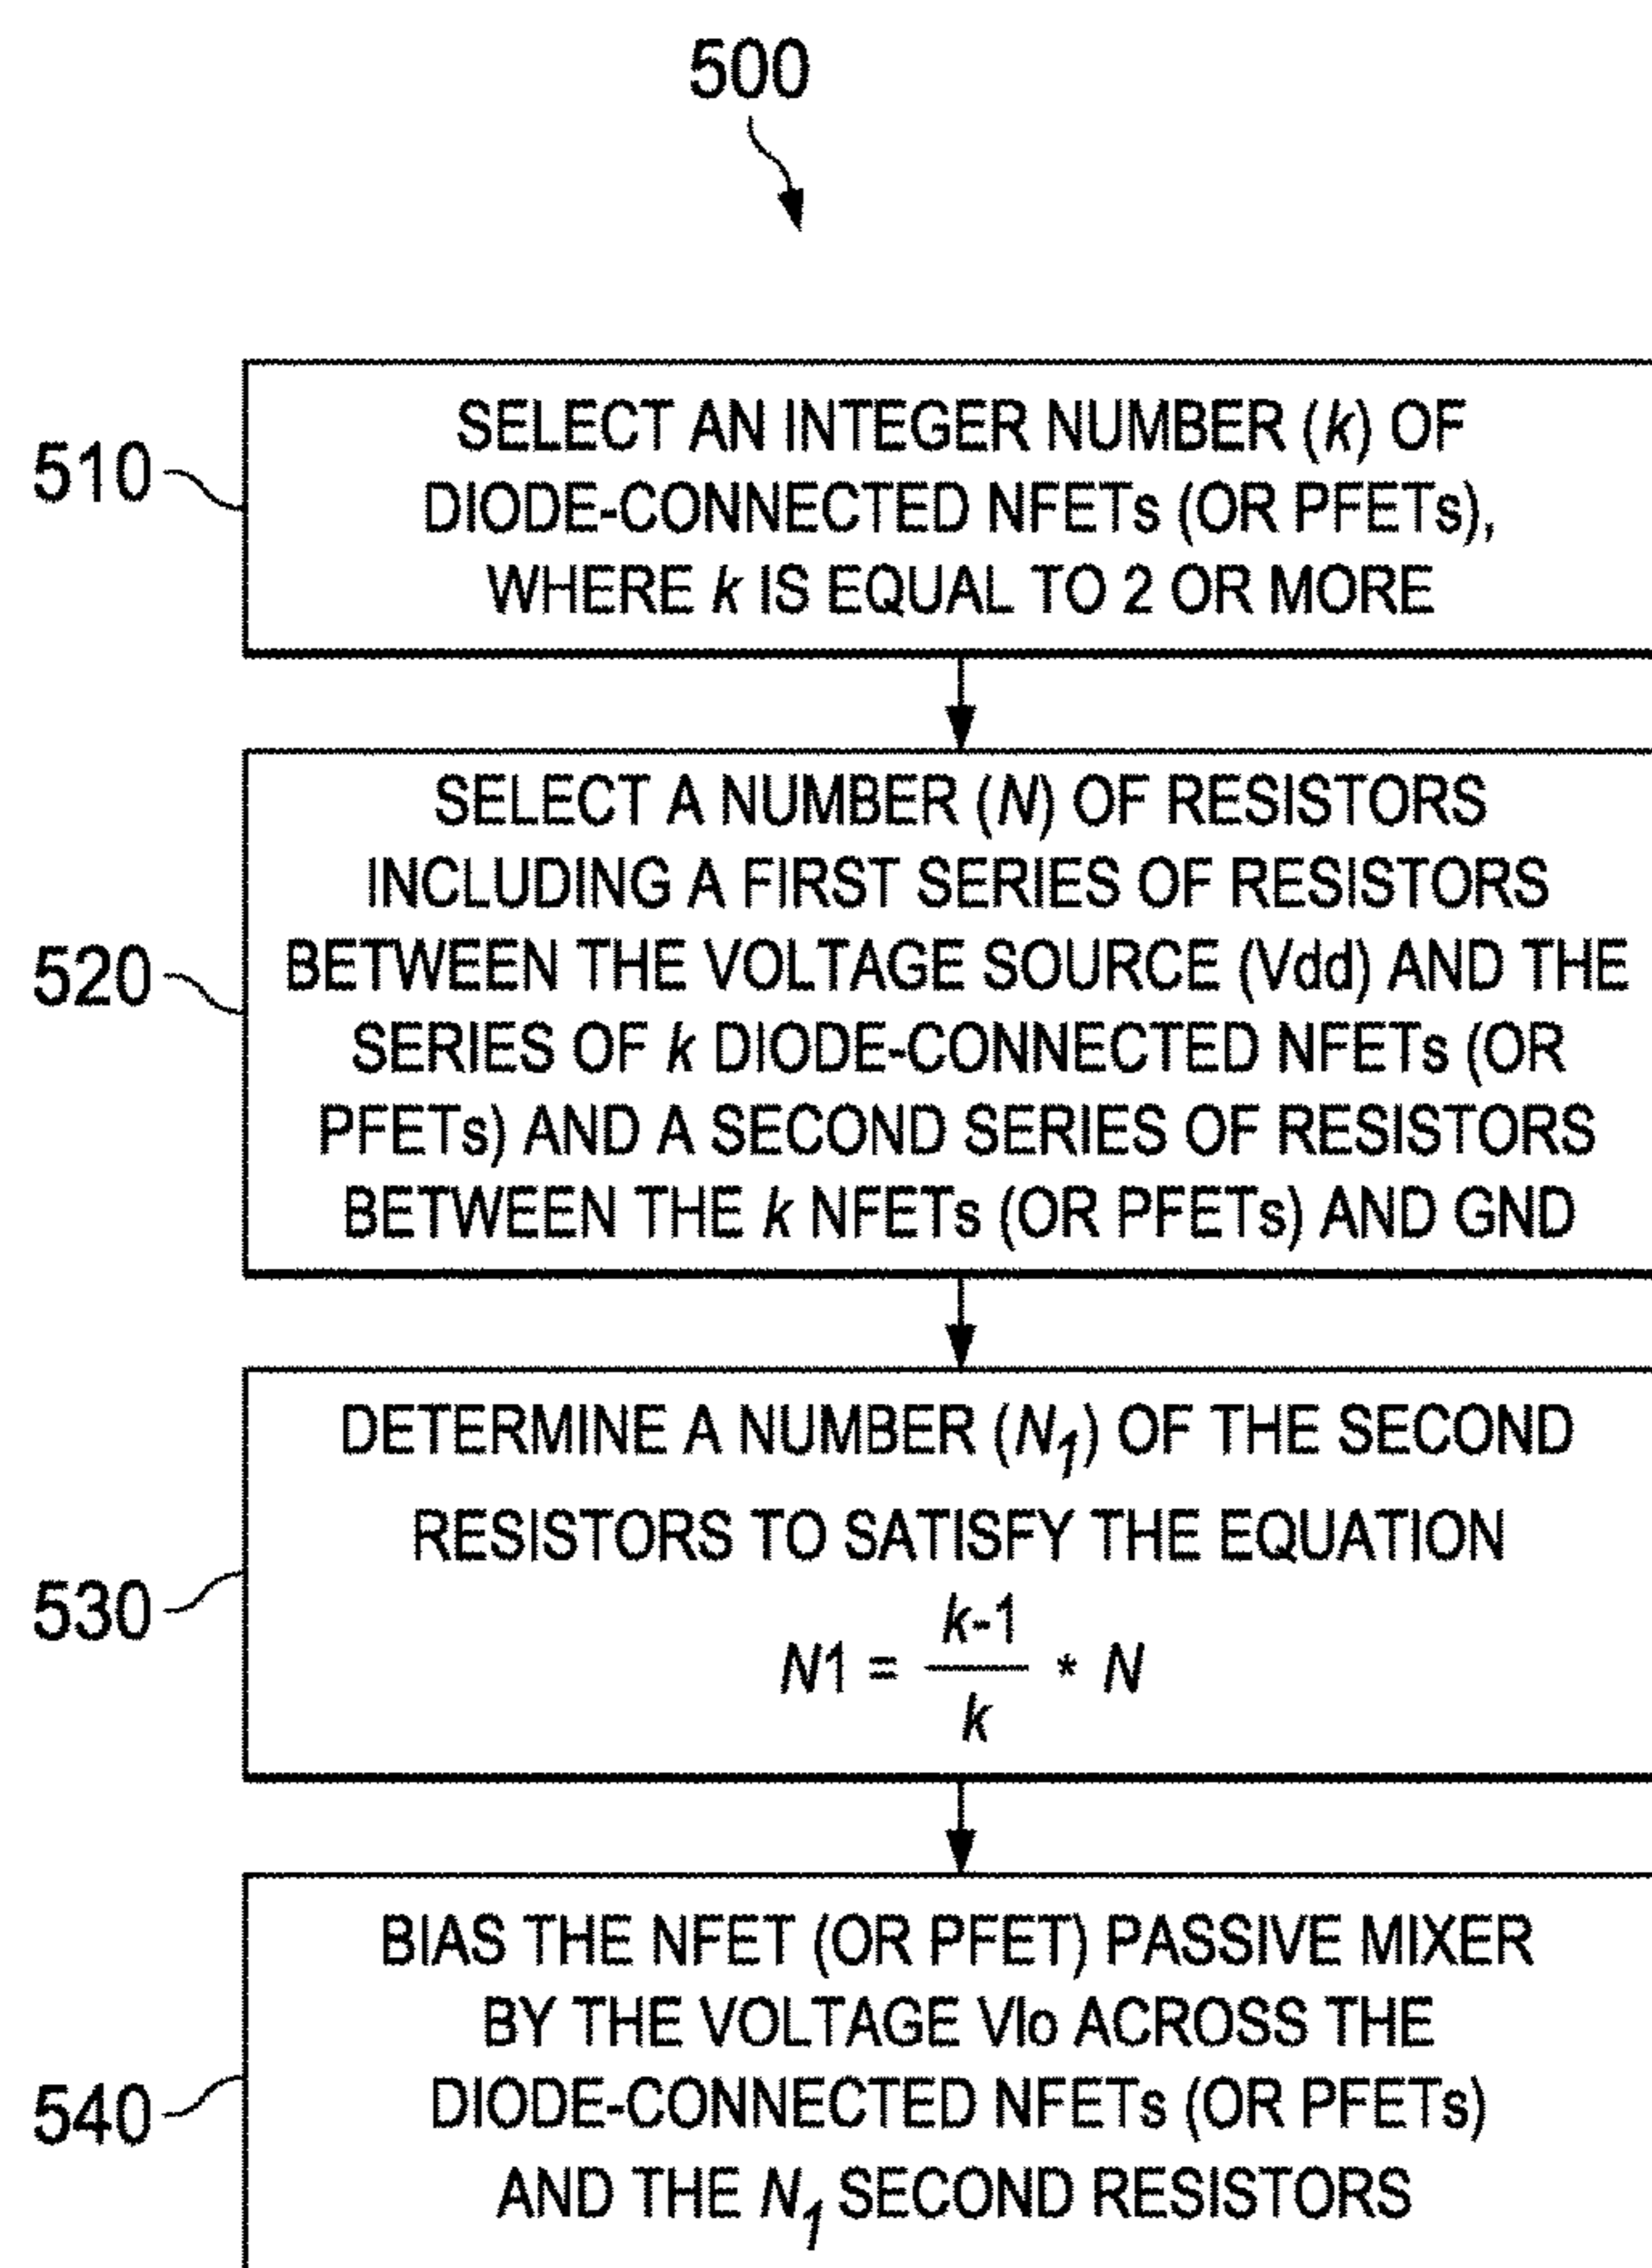 500
510
SELECT AN INTEGER NUMBER (k) OF
DIODE-CONNECTED NFETs (OR PFETs),
WHERE k IS EQUAL TO 2 OR MORE
520
SELECT A NUMBER (N) OF RESISTORS
INCLUDING A FIRST SERIES OF RESISTORS
BETWEEN THE VOLTAGE SOURCE (Vdd) AND THE
SERIES OF k DIODE-CONNECTED NFETs (OR
PFETs) AND A SECOND SERIES OF RESISTORS
BETWEEN THE k NFETs (OR PFETs) AND GND
530
DETERMINE A NUMBER (N₁) OF THE SECOND
RESISTORS TO SATISFY THE EQUATION
N1 = k-1/k * N
540
BIAS THE NFET (OR PFET) PASSIVE MIXER
BY THE VOLTAGE Vlo ACROSS THE
DIODE-CONNECTED NFETs (OR PFETs)
AND THE N₁ SECOND RESISTORS